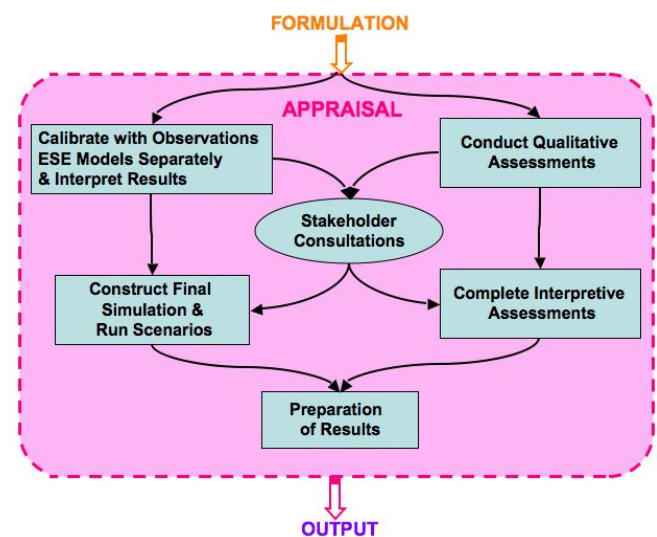 FORMULATION
APPRAISAL
Calibrate with Observations
ESE Models Separately
& Interpret Results
Conduct Qualitative
Assessments
Stakeholder
Consultations
Construct Final
Simulation &
Run Scenarios
Complete Interpretive
Assessments
Preparation
of Results
OUTPUT